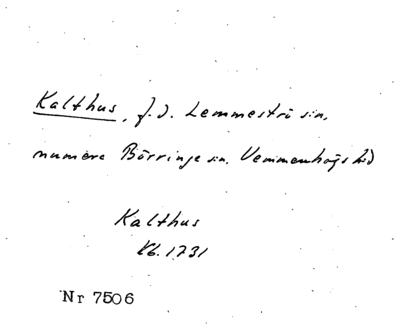 Kalthus, f.d. Lemmeströ sn,
numera Börringe sn. Vemmenhögs hd
Kalthus
Kb. 1731
Nr 7506